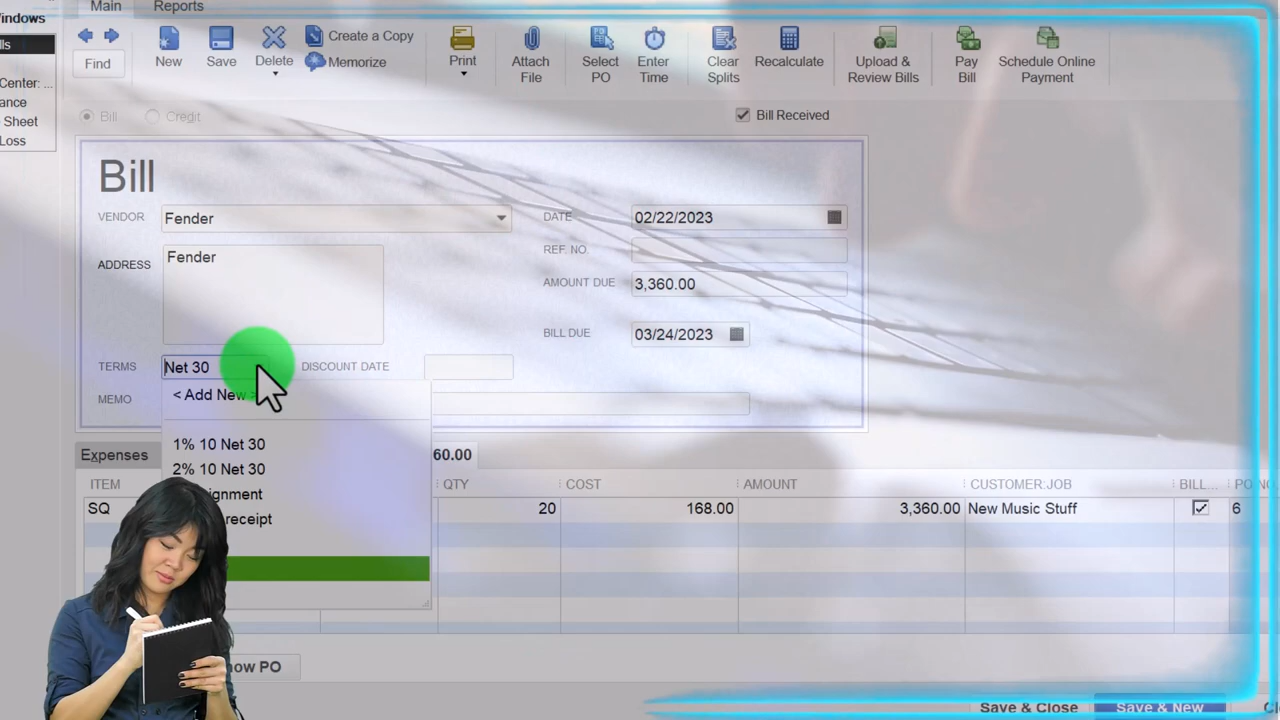 Main Reports
indows
lls
Center: ...
ance
Sheet
Loss
Find
New
Save
Delete
Create a Copy
Memorize
Print
Attach
File
Select
PO
Enter
Time
Clear
Splits
Recalculate
Upload &
Review Bills
Pay
Bill
Schedule Online
Payment
Bill Credit
Bill Received
Bill
VENDOR Fender
DATE 02/22/2023
ADDRESS Fender
REF. NO.
AMOUNT DUE 3,360.00
BILL DUE 03/24/2023
TERMS Net 30 DISCOUNT DATE
MEMO
< Add New >
1% 10 Net 30
2% 10 Net 30
ignment
receipt
Expenses 60.00
ITEM QTY COST AMOUNT CUSTOMER:JOB BILL... PO NO
SQ 20 168.00 3,360.00 New Music Stuff 6
ow PO
Save & Close Save & New Cl